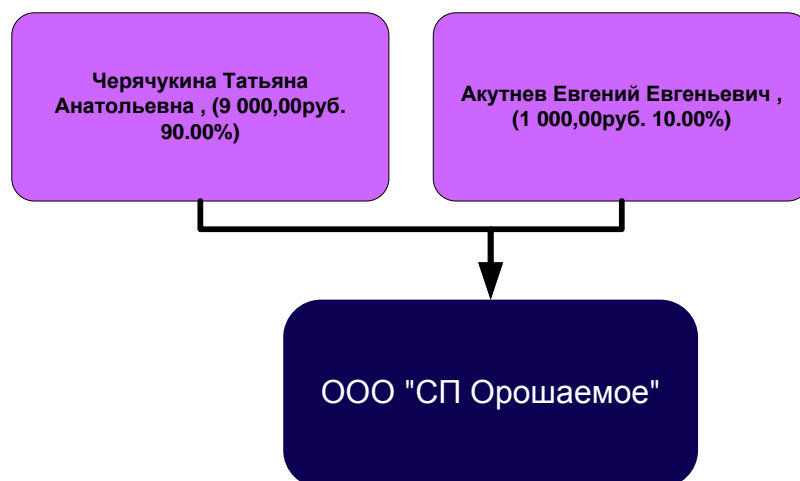 Черячукина Татьяна
Анатольевна , (9 000,00руб.
90.00%)
Акутнев Евгений Евгеньевич ,
(1 000,00руб. 10.00%)
ООО "СП Орошаемое"